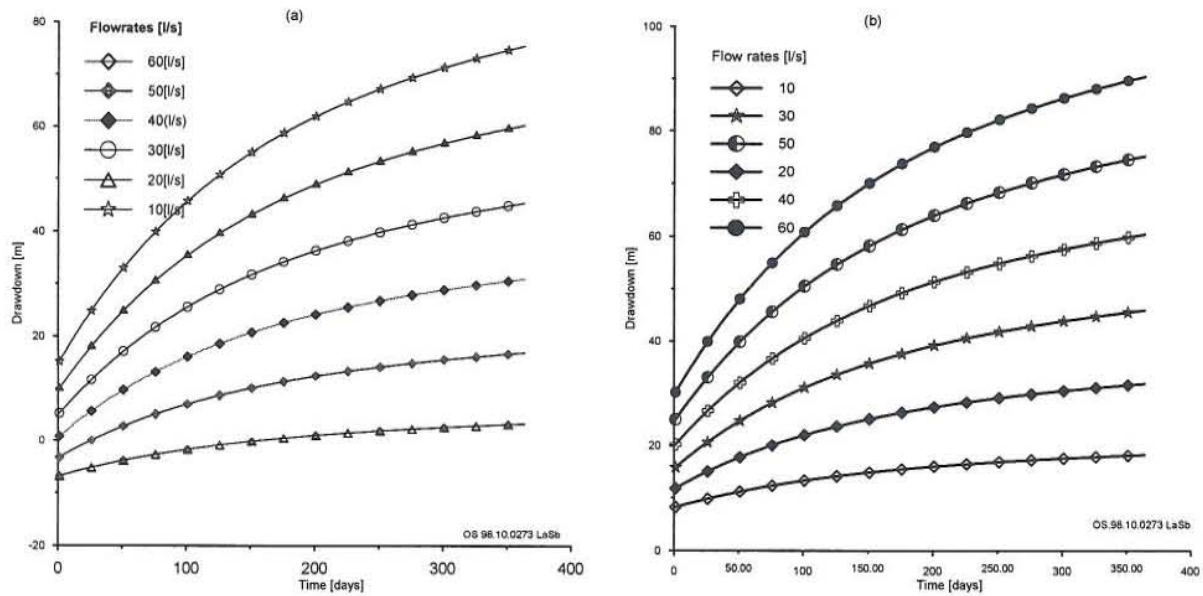 (a)
Flowrates [l/s]
60[l/s]
50[l/s]
40(l/s)
30[l/s]
20[l/s]
10[l/s]
80
60
40
20
0
-20
Drawdown [m]
OS 98.10.0273 LaSb
0
100
200
300
400
Time [days]
(b)
Flow rates [l/s]
10
30
50
20
40
60
100
80
60
40
20
0
Drawdown [m]
OS.98.10.0273 LaSb
0
50.00
100
150.00
200
250.00
300
350.00
400
Time [days]